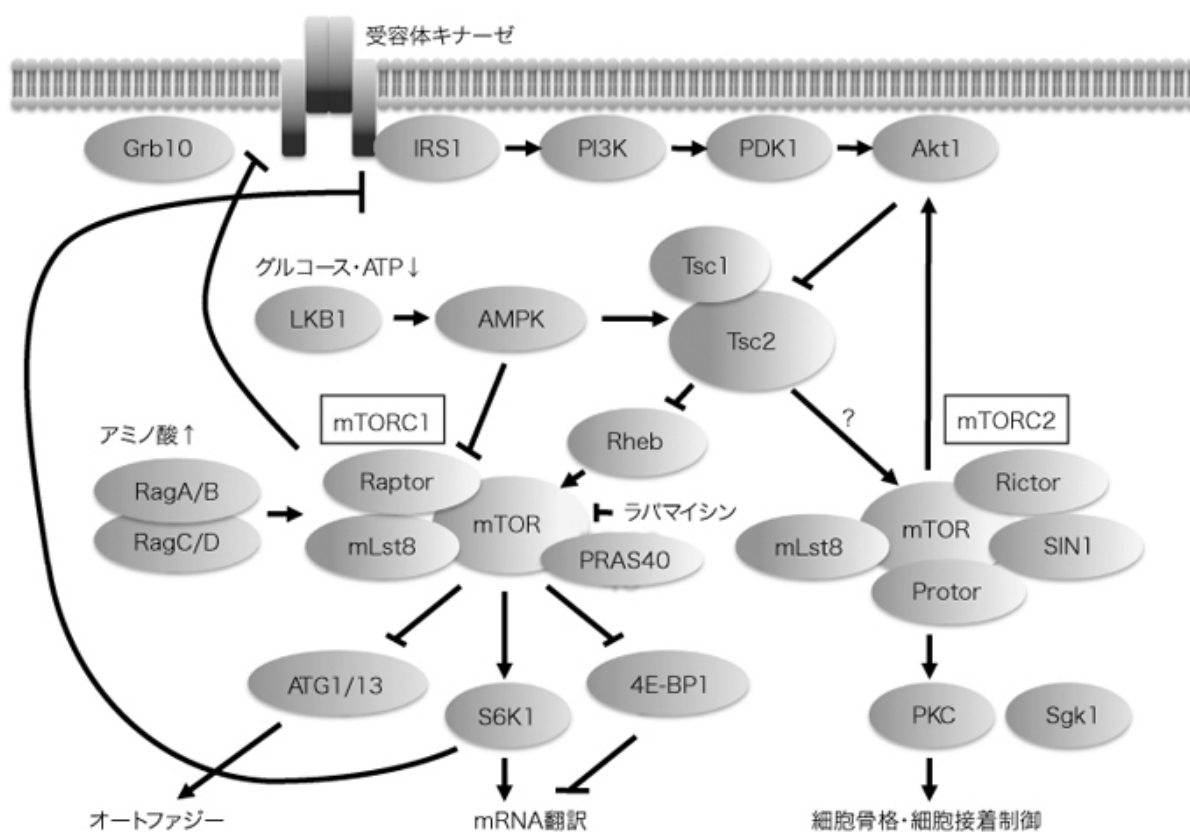 受容体キナーゼ
Grb10
IRS1
PI3K
PDK1
Akt1
グルコース・ATP↓
LKB1
AMPK
Tsc1
Tsc2
mTORC1
?
mTORC2
アミノ酸↑
Rheb
RagA/B
RagC/D
Raptor
mLst8
mTOR
ラパマイシン
PRAS40
Rictor
mLst8
mTOR
SIN1
Protor
ATG1/13
S6K1
4E-BP1
PKC
Sgk1
オートファジー
mRNA翻訳
細胞骨格・細胞接着制御